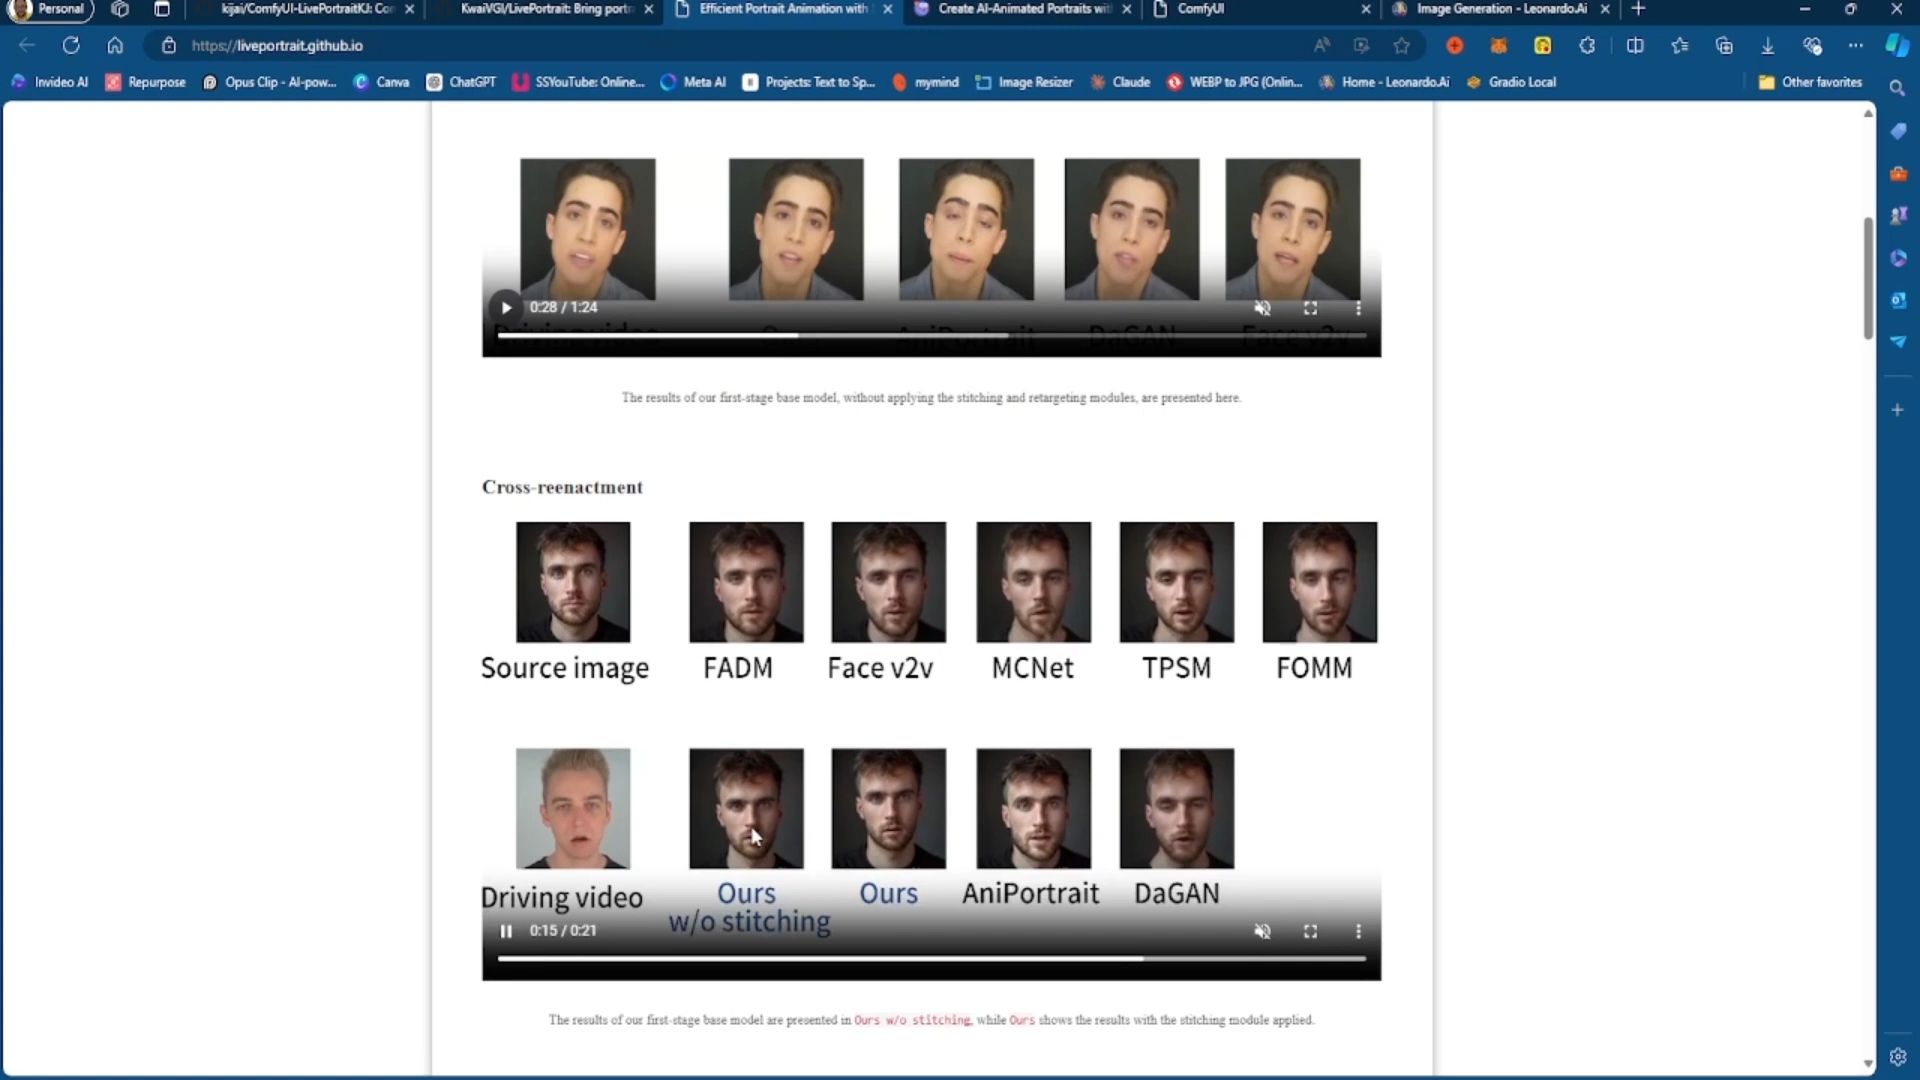 Personal
kijai/ComfyUI-LivePortraitKJ: Co
KwaiVGI/LivePortrait: Bring portr
Efficient Portrait Animation with
Create AI-Animated Portraits wit
ComfyUI
Image Generation - Leonardo.Ai
https://liveportrait.github.io
Invideo AI
Repurpose
Opus Clip - AI-pow...
Canva
ChatGPT
SSYouTube: Online...
Meta AI
Projects: Text to Sp...
mymind
Image Resizer
Claude
WEBP to JPG (Onlin...
Home - Leonardo.Ai
Gradio Local
Other favorites
0:28 / 1:24
Driving video
AniPortrait
DaGAN
Face v2v
The results of our first-stage base model, without applying the stitching and retargeting modules, are presented here.
Cross-reenactment
Source image
FADM
Face v2v
MCNet
TPSM
FOMM
Driving video
Ours
w/o stitching
Ours
AniPortrait
DaGAN
0:15 / 0:21
The results of our first-stage base model are presented in Ours w/o stitching, while Ours shows the results with the stitching module applied.